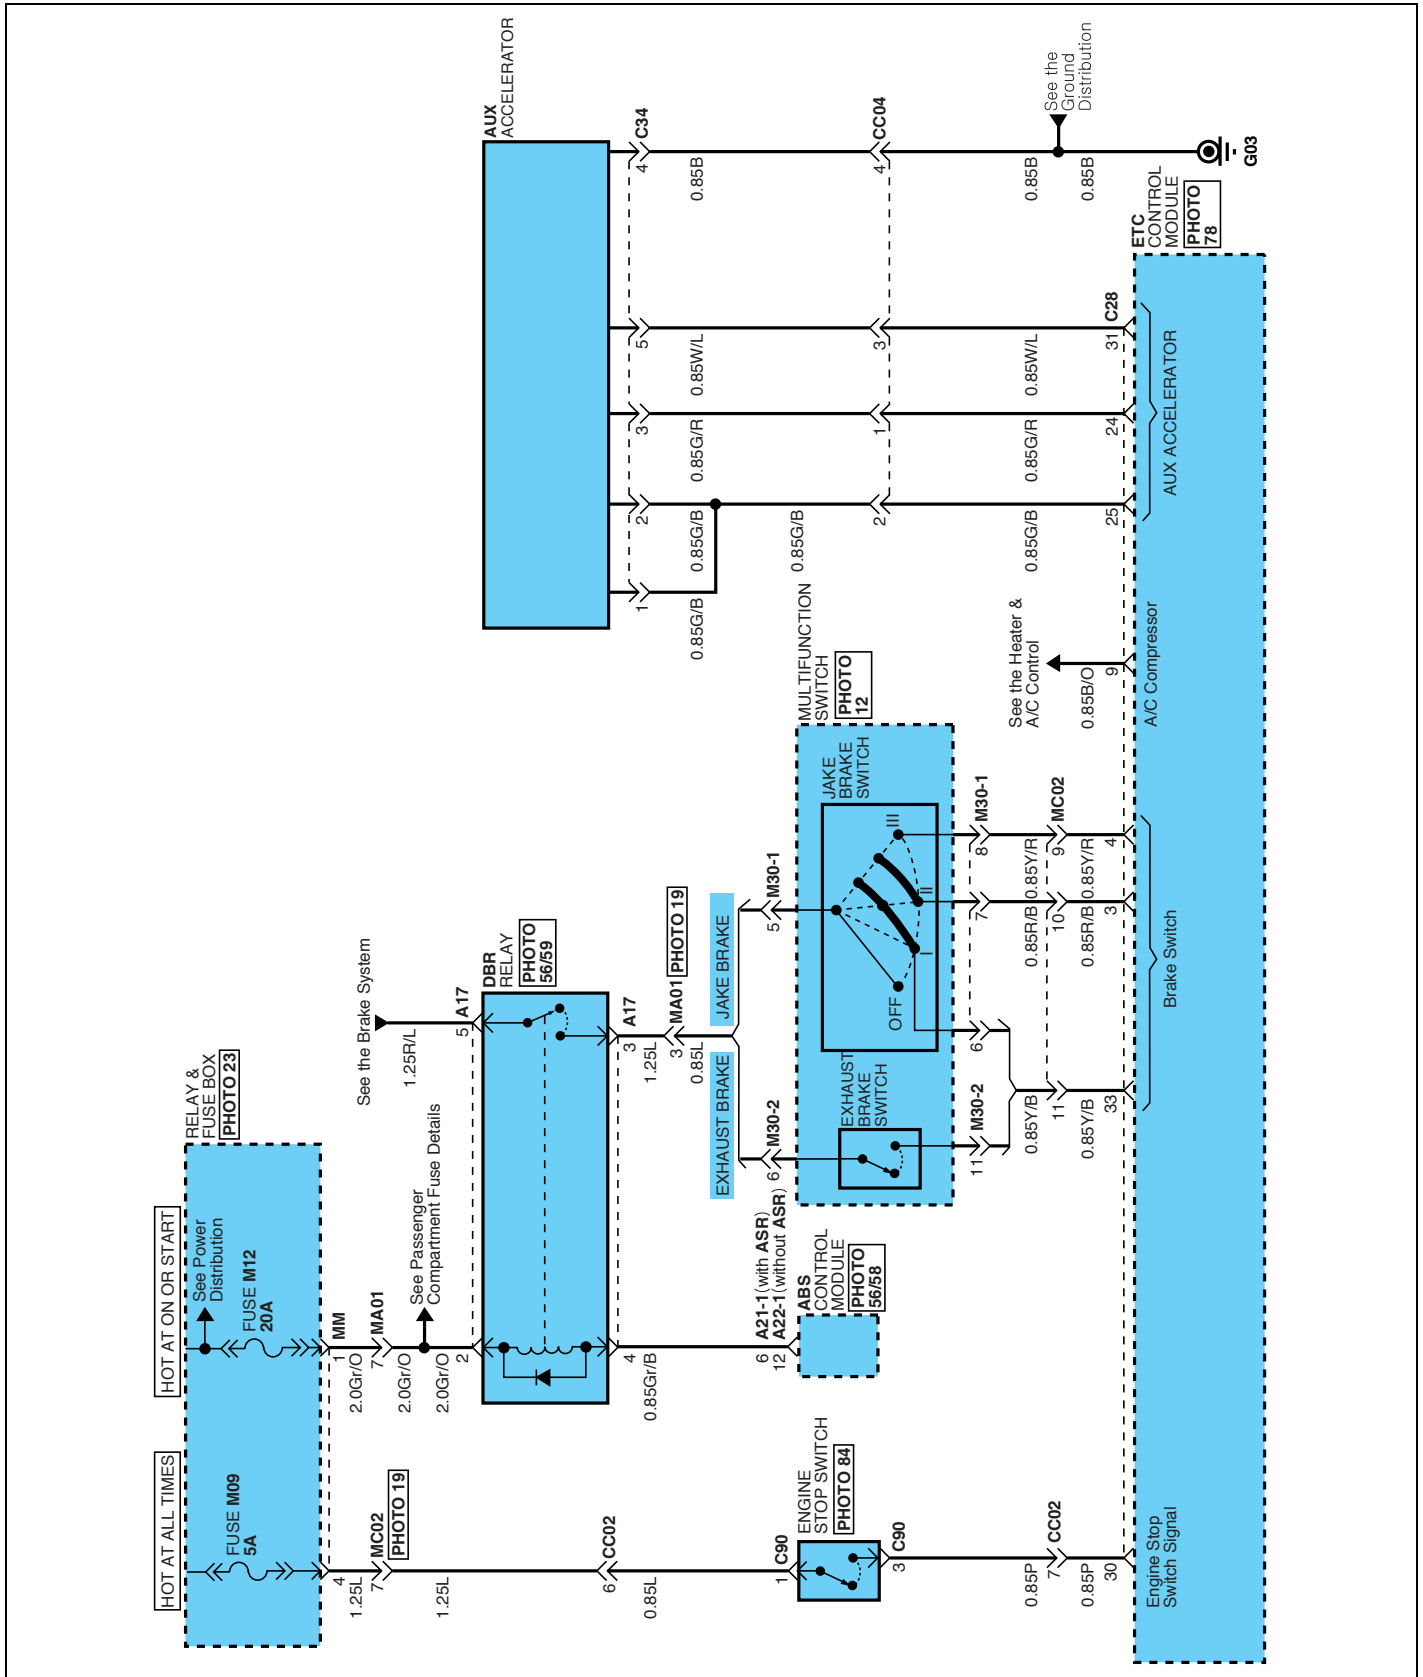 HOT AT ALL TIMES
HOT AT ON OR START
RELAY &
FUSE BOX
PHOTO 23
FUSE M09
5A
FUSE M12
20A
See Power
Distribution
4
1.25L
7
MC02
PHOTO 19
1.25L
6
CC02
0.85L
1
C90
ENGINE
STOP SWITCH
PHOTO 84
3
C90
0.85P
7
CC02
0.85P
30
Engine Stop
Switch Signal
1
MM
2.0Gr/O
7
MA01
2.0Gr/O
See Passenger
Compartment Fuse Details
2.0Gr/O
2
See the Brake System
1.25R/L
5
A17
DBR
RELAY
PHOTO
56/59
4
0.85Gr/B
6
A21-1(with ASR)
12
A22-1(without ASR)
ABS
CONTROL
MODULE
PHOTO
56/58
3
A17
1.25L
3
MA01
PHOTO 19
0.85L
EXHAUST BRAKE
JAKE BRAKE
6
M30-2
5
M30-1
MULTIFUNCTION
SWITCH
PHOTO
12
EXHAUST
BRAKE
SWITCH
JAKE
BRAKE
SWITCH
OFF
I
II
III
11
M30-2
6
7
8
M30-1
0.85Y/B
0.85R/B
0.85Y/R
11
10
9
MC02
0.85Y/B
0.85R/B
0.85Y/R
33
3
4
Brake Switch
See the Heater &
A/C Control
0.85B/O
9
A/C Compressor
AUX
ACCELERATOR
1
2
3
5
4
C34
0.85G/B
0.85G/B
0.85G/R
0.85W/L
0.85B
0.85G/B
2
1
3
4
CC04
0.85G/B
0.85G/R
0.85W/L
0.85B
See the
Ground
Distribution
0.85B
G03
25
24
31
C28
AUX ACCELERATOR
ETC
CONTROL
MODULE
PHOTO
78